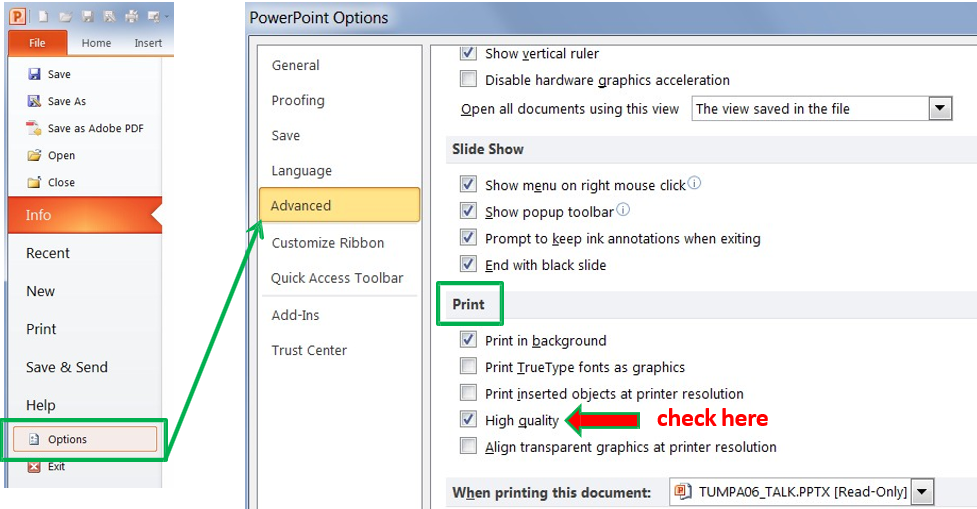 File Home Insert
Save
Save As
Save as Adobe PDF
Open
Close
Info
Recent
New
Print
Save & Send
Help
Options
Exit
PowerPoint Options
General
Proofing
Save
Language
Advanced
Customize Ribbon
Quick Access Toolbar
Add-Ins
Trust Center
Show vertical ruler
Disable hardware graphics acceleration
Open all documents using this view The view saved in the file
Slide Show
Show menu on right mouse click
Show popup toolbar
Prompt to keep ink annotations when exiting
End with black slide
Print
Print in background
Print TrueType fonts as graphics
Print inserted objects at printer resolution
High quality check here
Align transparent graphics at printer resolution
When printing this document: TUMPA06_TALK.PPTX [Read-Only]